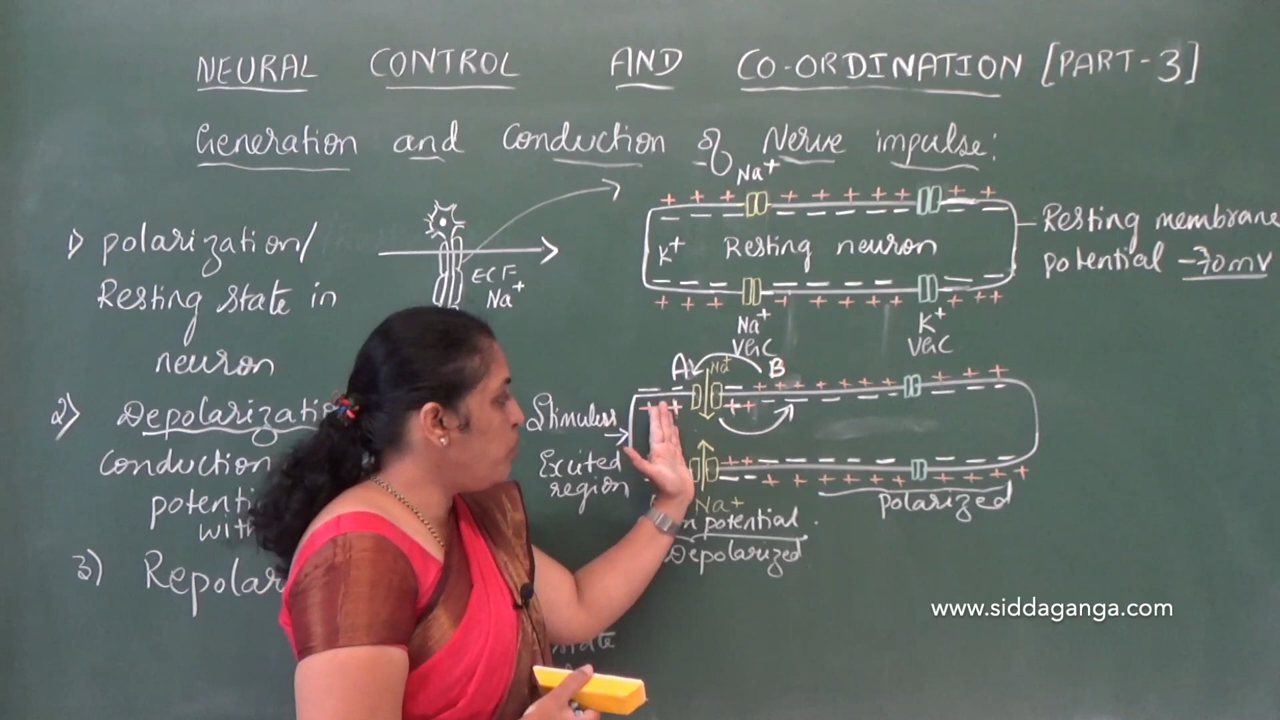 NEURAL CONTROL AND CO-ORDINATION [PART-3]
Generation and Conduction of Nerve impulse:
1) polarization/
Resting state in
neuron
2) Depolarizati
conduction
potenti
with
3) Repolar
ECF
Na+
Na+
+ + + + + + + + + +
– – – – – – – – – –
K+ Resting neuron
Resting membrane
potential -70mV
Na+
VGC
K+
VGC
A B
Na+
Stimuless
Excited
region
Na+
n potential
Depolarized
polarized
state
www.siddaganga.com